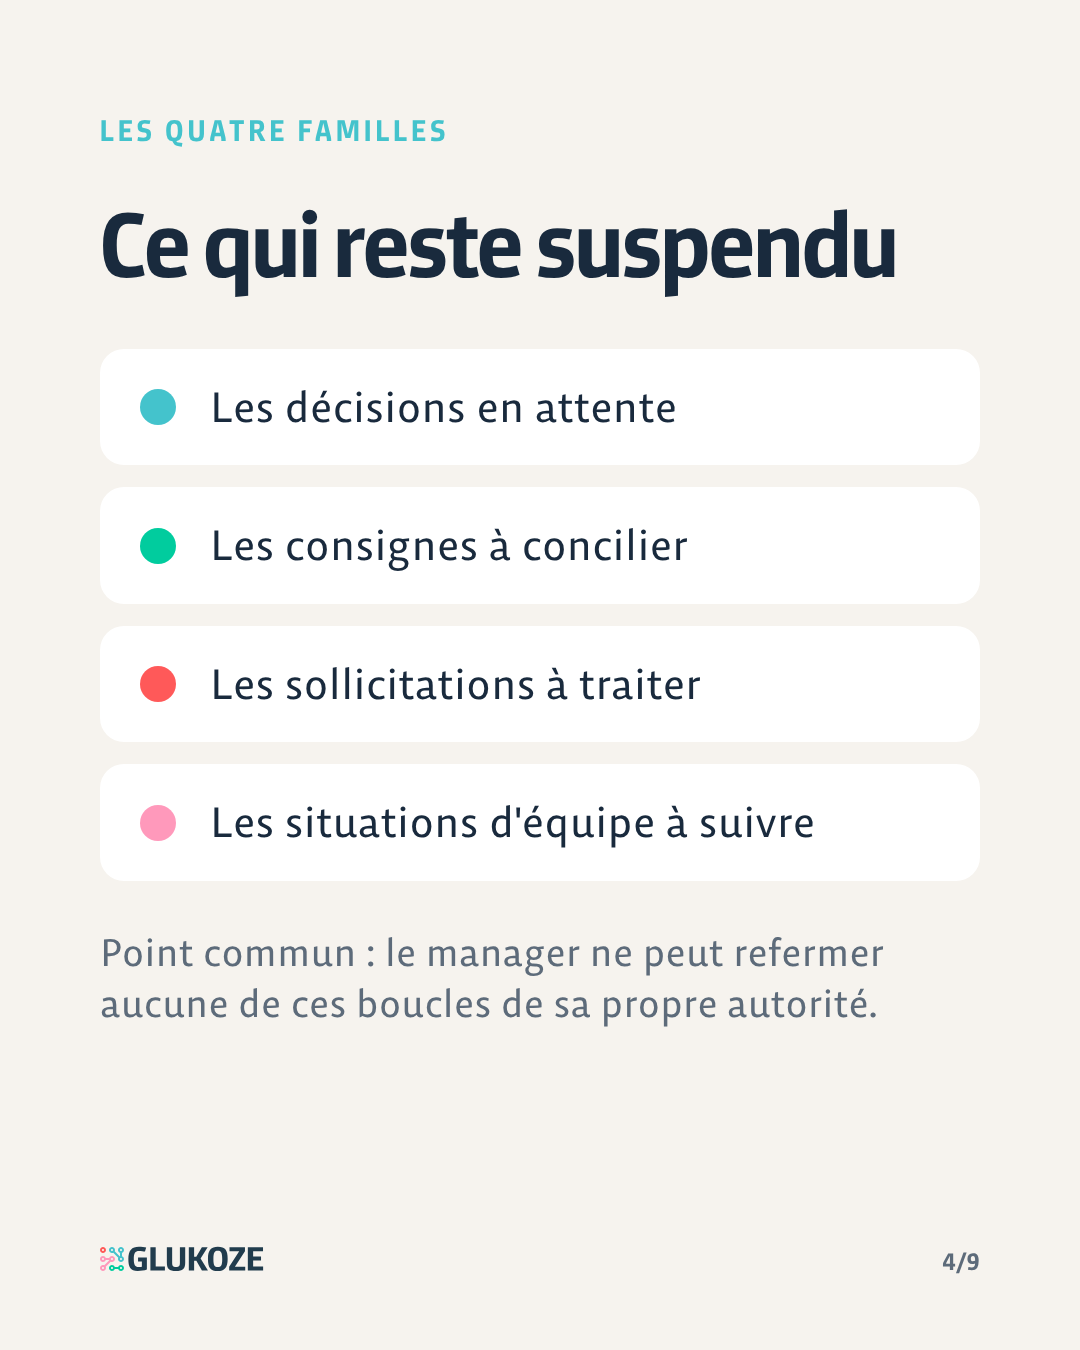 LES QUATRE FAMILLES
Ce qui reste suspendu
Les décisions en attente
Les consignes à concilier
Les sollicitations à traiter
Les situations d'équipe à suivre
Point commun : le manager ne peut refermer
aucune de ces boucles de sa propre autorité.
GLUKOZE
4/9